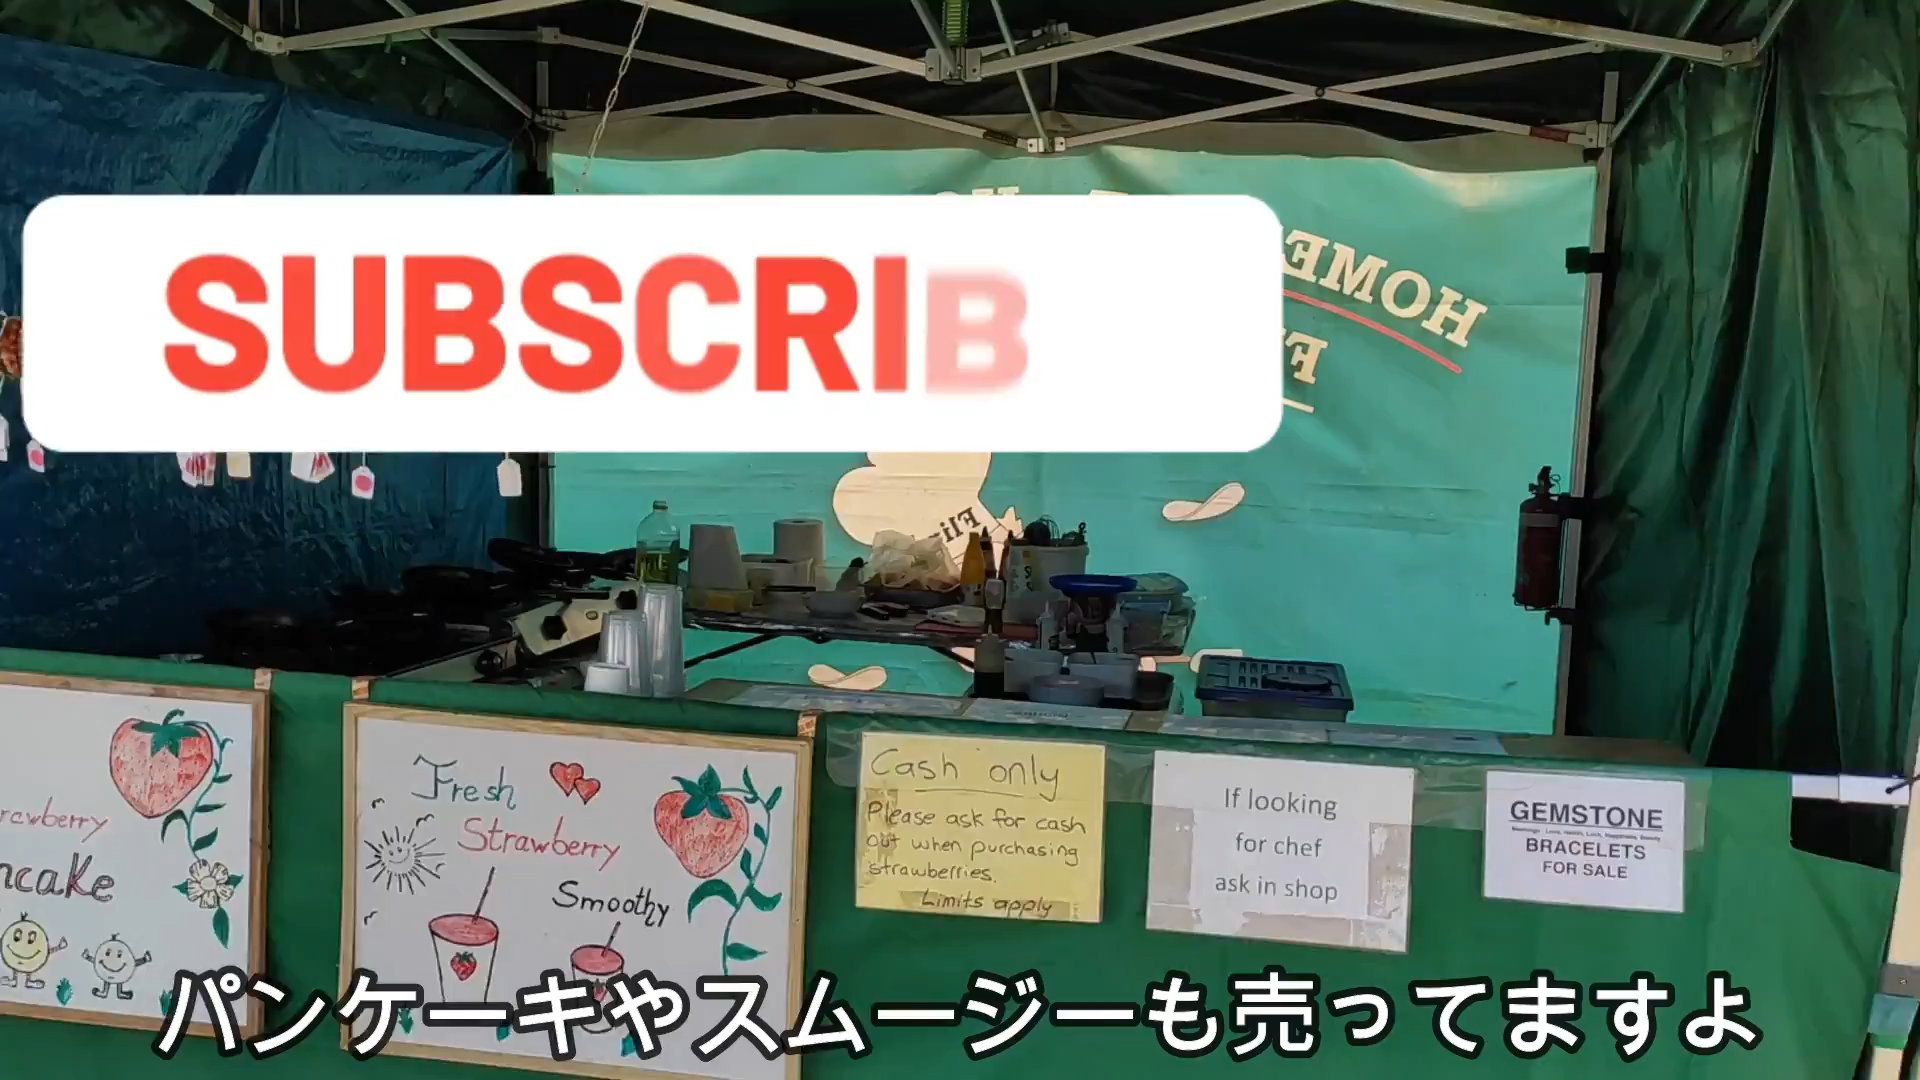 SUBSCRIB
HOME
Eli
rawberry
ncake
Fresh
Strawberry
Smoothy
Cash only
Please ask for cash
out when purchasing
strawberries.
Limits apply
If looking
for chef
ask in shop
GEMSTONE
BRACELETS
FOR SALE
パンケーキやスムージーも売ってますよ